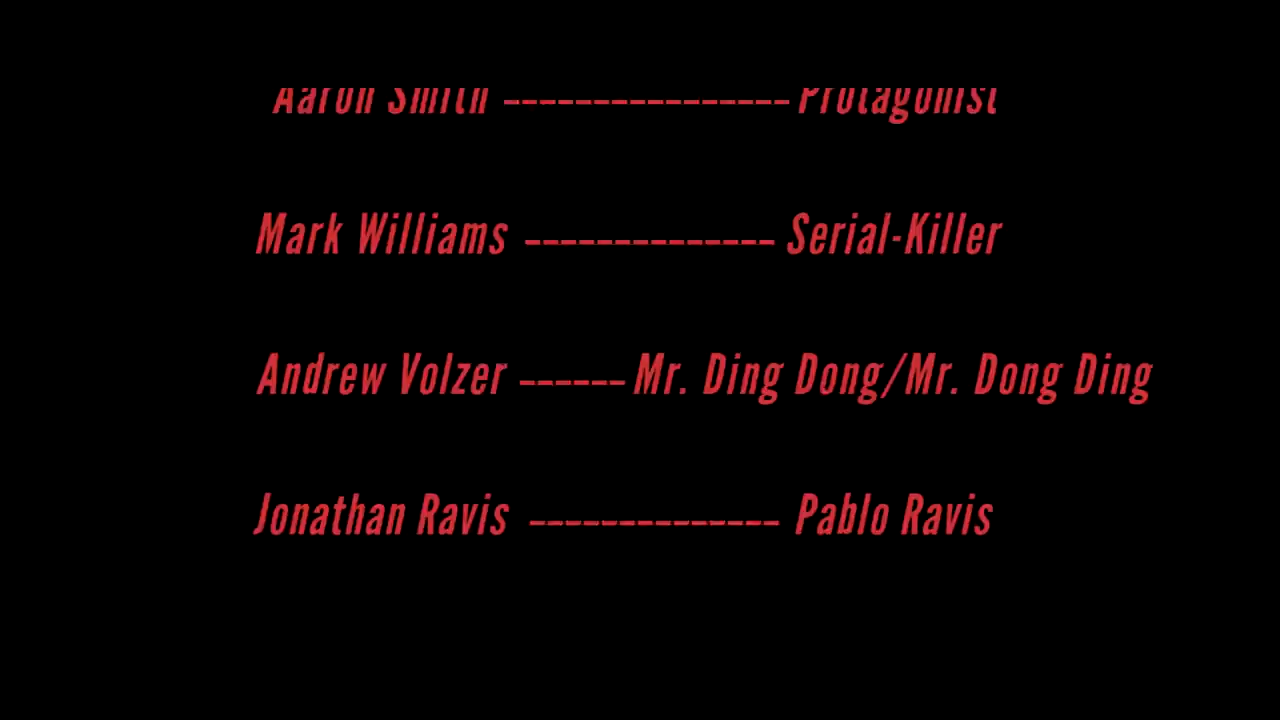 Aaron Smith ---------------- Protagonist
Mark Williams -------------- Serial-Killer
Andrew Volzer ------ Mr. Ding Dong/Mr. Dong Ding
Jonathan Ravis -------------- Pablo Ravis